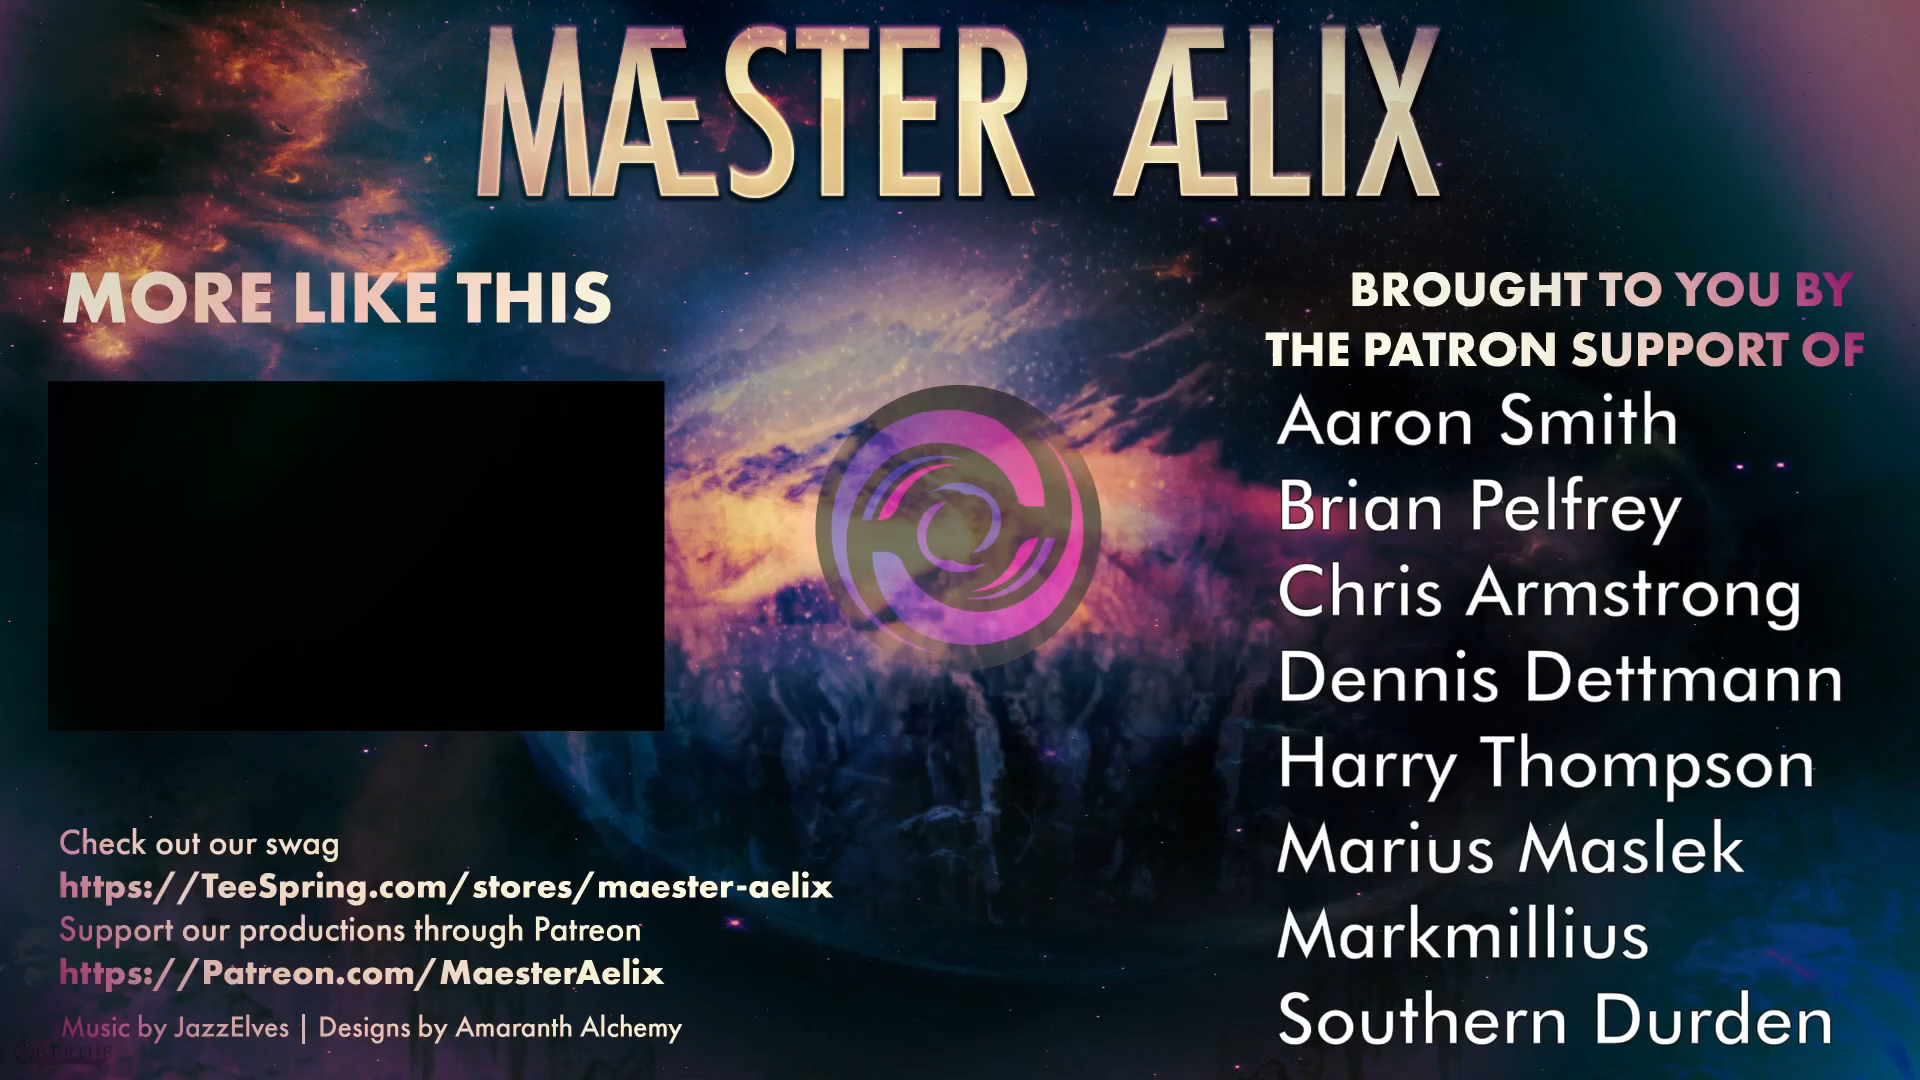 MÆSTER ÆLIX
MORE LIKE THIS
BROUGHT TO YOU BY
THE PATRON SUPPORT OF
Aaron Smith
Brian Pelfrey
Chris Armstrong
Dennis Dettmann
Harry Thompson
Marius Maslek
Markmillius
Southern Durden
Check out our swag
https://TeeSpring.com/stores/maester-aelix
Support our productions through Patreon
https://Patreon.com/MaesterAelix
Music by JazzElves | Designs by Amaranth Alchemy